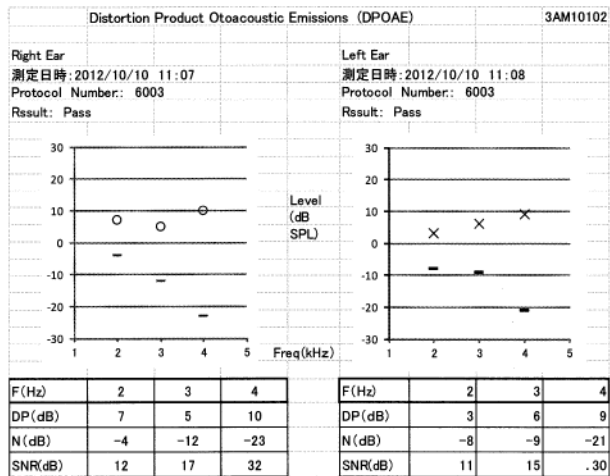 Distortion Product Otoacoustic Emissions (DPOAE) 3AM10102
Right Ear
測定日時:2012/10/10 11:07
Protocol Number:: 6003
Rssult: Pass
Left Ear
測定日時:2012/10/10 11:08
Protocol Number:: 6003
Rssult: Pass
30
20
10
0
-10
-20
-30
1 2 3 4 5
Level
(dB
SPL)
Freq(kHz)
30
20
10
0
-10
-20
-30
1 2 3 4 5
F(Hz) 2 3 4
DP(dB) 7 5 10
N(dB) -4 -12 -23
SNR(dB) 12 17 32
F(Hz) 2 3 4
DP(dB) 3 6 9
N(dB) -8 -9 -21
SNR(dB) 11 15 .30